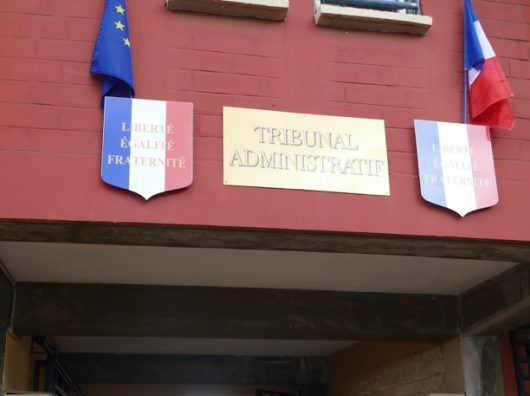 LIBERTÉ
ÉGALITÉ
FRATERNITÉ
TRIBUNAL
ADMINISTRATIF
LIBERTÉ
ÉGALITÉ
FRATERNITÉ